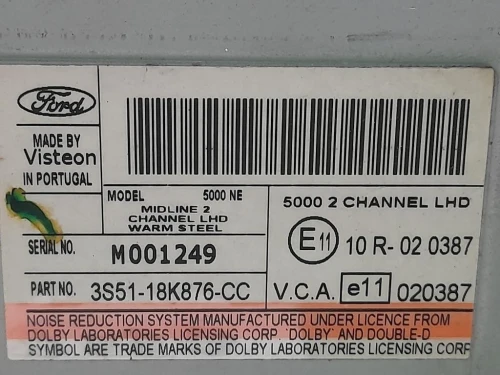 Ford
MADE BY
Visteon
IN PORTUGAL
MODEL 5000 NE
MIDLINE 2
CHANNEL LHD
WARM STEEL
5000 2 CHANNEL LHD
E11 10 R- 02 0387
SERIAL NO. M001249
PART NO. 3S51-18K876-CC
V.C.A. e11 020387
NOISE REDUCTION SYSTEM MANUFACTURED UNDER LICENCE FROM
DOLBY LABORATORIES LICENSING CORP. 'DOLBY' AND DOUBLE-D
SYMBOL ARE TRADE MARKS OF DOLBY LABORATORIES LICENSING CORP